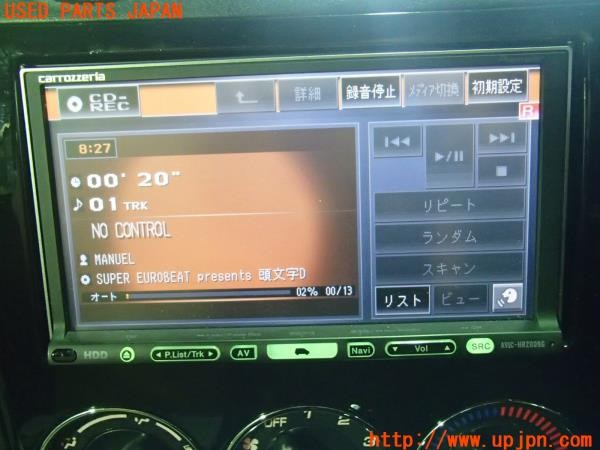 USED PARTS JAPAN
carrozzeria
CD-REC
詳細
録音停止
メディア切換
初期設定
R
8:27
00' 20"
01 TRK
NO CONTROL
MANUEL
SUPER EUROBEAT presents 頭文字D
オート 02% 00/13
リピート
ランダム
スキャン
リスト
ビュー
HDD
P.List/Trk
AV
Navi
Vol
SRC
OFF 1 2 3
http://www.upjpn.com/